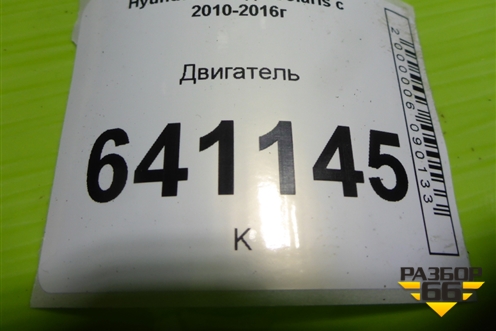 2010-2016г
Двигатель
641145
К
2000006090133
РАЗБОР
66